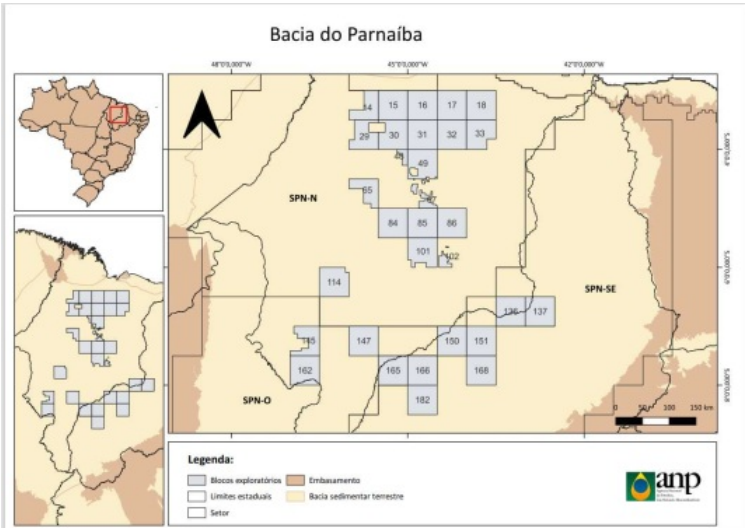 Bacia do Parnaíba
48°0'0,000"W 45°0'0,000"W 42°0'0,000"W
14 15 16 17 18
29 30 31 32 33
48 49
65
84 85 86
101 102
114
136 137
145 147 150 151
162 165 166 168
182
SPN-N
SPN-SE
SPN-O
0 50 100 150 km
Legenda:
Blocos exploratórios Embasamento
Limites estaduais Bacia sedimentar terrestre
Setor
anp